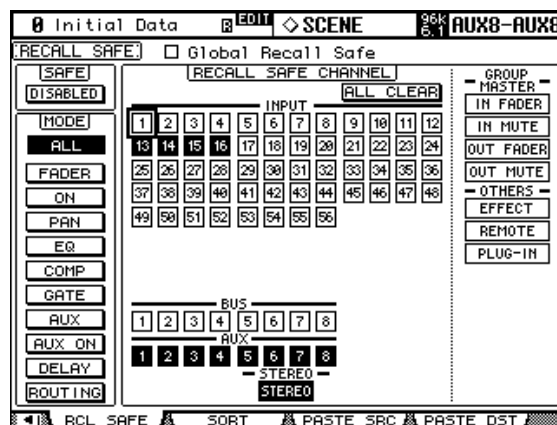 0 Initial Data R EDIT ◇SCENE 96k 6.1 AUX8-AUX8
RECALL SAFE □ Global Recall Safe
SAFE
DISABLED
MODE
ALL
FADER
ON
PAN
EQ
COMP
GATE
AUX
AUX ON
DELAY
ROUTING
RECALL SAFE CHANNEL
ALL CLEAR
INPUT
1 2 3 4 5 6 7 8 9 10 11 12
13 14 15 16 17 18 19 20 21 22 23 24
25 26 27 28 29 30 31 32 33 34 35 36
37 38 39 40 41 42 43 44 45 46 47 48
49 50 51 52 53 54 55 56
BUS
1 2 3 4 5 6 7 8
AUX
1 2 3 4 5 6 7 8
STEREO
STEREO
GROUP
MASTER
IN FADER
IN MUTE
OUT FADER
OUT MUTE
OTHERS
EFFECT
REMOTE
PLUG-IN
RCL SAFE SORT PASTE SRC PASTE DST